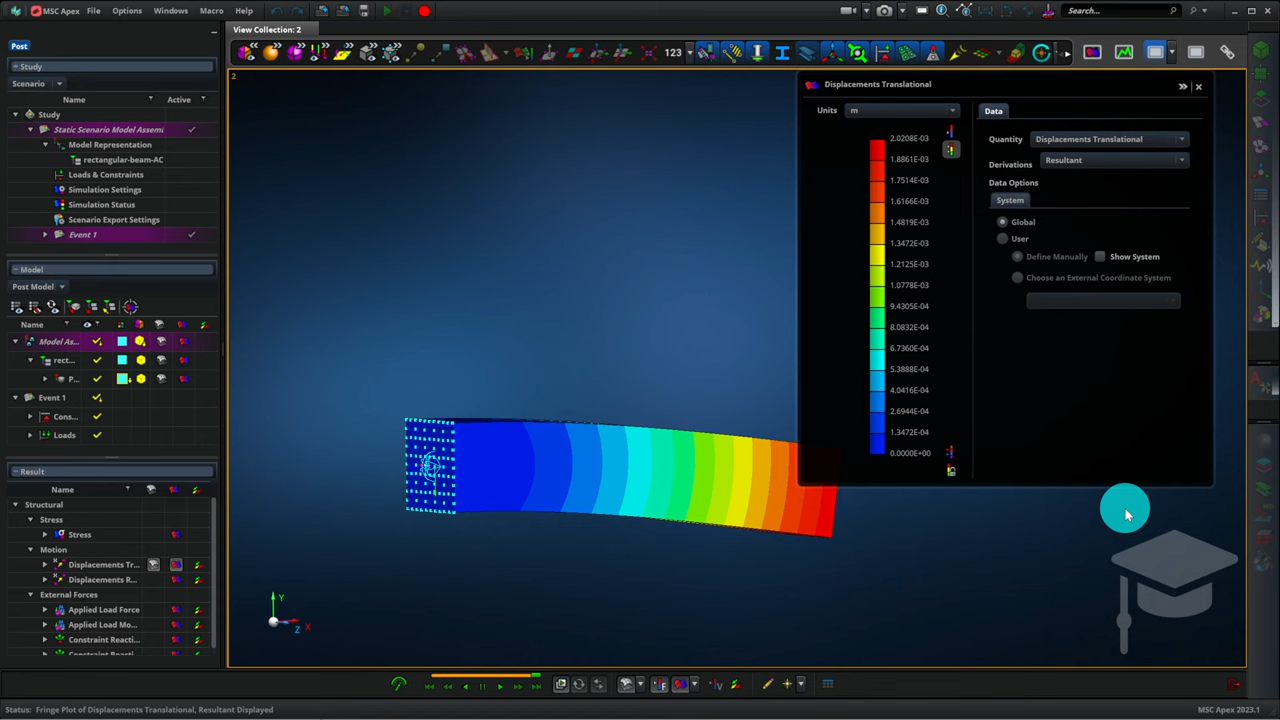 MSC Apex File Options Windows Macro Help Search...
Post
View Collection: 2
Study
Scenario
Name Active
Study
Static Scenario Model Assemi
Model Representation
rectangular-beam-AC
Loads & Constraints
Simulation Settings
Simulation Status
Scenario Export Settings
Event 1
Model
Post Model
Name
Model As...
rect...
P...
Event 1
Cons...
Loads
Result
Name
Structural
Stress
Stress
Motion
Displacements Tr...
Displacements R...
External Forces
Applied Load Force
Applied Load Mo...
Constraint Reacti...
Constraint Reacti...
123
2
Displacements Translational
Units m
2.0208E-03
1.8861E-03
1.7514E-03
1.6166E-03
1.4819E-03
1.3472E-03
1.2125E-03
1.0778E-03
9.4305E-04
8.0832E-04
6.7360E-04
5.3888E-04
4.0416E-04
2.6944E-04
1.3472E-04
0.0000E+00
Data
Quantity Displacements Translational
Derivations Resultant
Data Options
System
Global
User
Define Manually Show System
Choose an External Coordinate System
Y
Z X
Status: Fringe Plot of Displacements Translational, Resultant Displayed
MSC Apex 2023.1